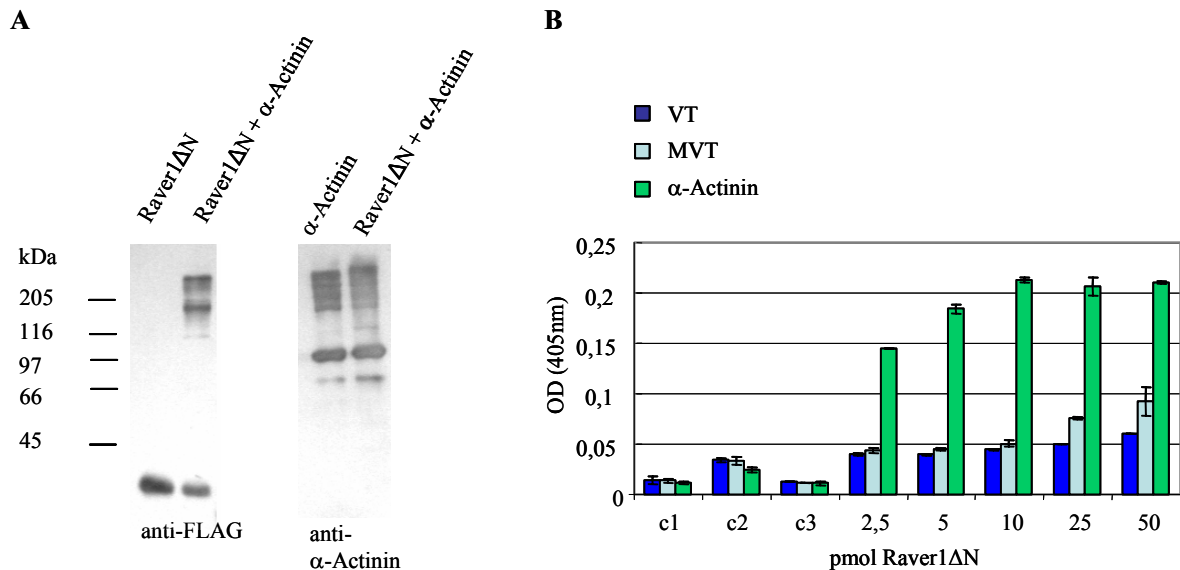 A
Raver1ΔN
Raver1ΔN + α-Actinin
α-Actinin
Raver1ΔN + α-Actinin
kDa
205
116
97
66
45
anti-FLAG
anti-
α-Actinin
B
VT
MVT
α-Actinin
OD (405nm)
0,25
0,2
0,15
0,1
0,05
0
c1 c2 c3 2,5 5 10 25 50
pmol Raver1ΔN